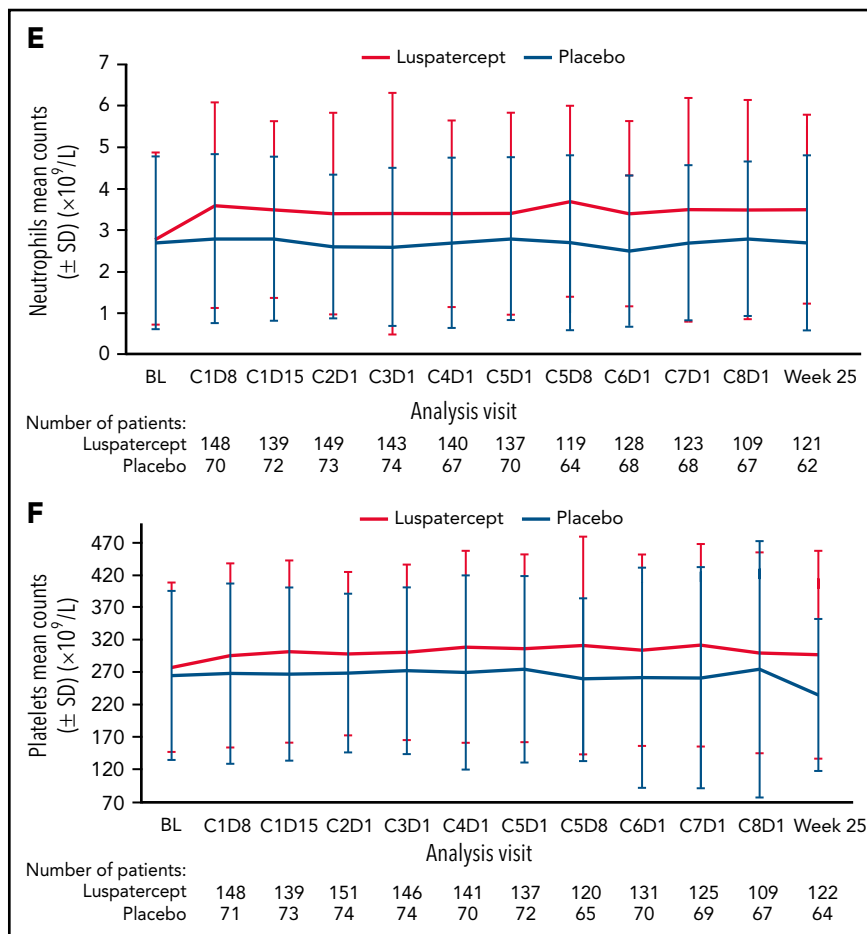 E
Luspatercept Placebo
Neutrophils mean counts
(± SD) (×10⁹/L)
7
6
5
4
3
2
1
0
BL C1D8 C1D15 C2D1 C3D1 C4D1 C5D1 C5D8 C6D1 C7D1 C8D1 Week 25
Analysis visit
Number of patients:
Luspatercept 148 139 149 143 140 137 119 128 123 109 121
Placebo 70 72 73 74 67 70 64 68 68 67 62
F
Luspatercept Placebo
Platelets mean counts
(± SD) (×10⁹/L)
470
420
370
320
270
220
170
120
70
BL C1D8 C1D15 C2D1 C3D1 C4D1 C5D1 C5D8 C6D1 C7D1 C8D1 Week 25
Analysis visit
Number of patients:
Luspatercept 148 139 151 146 141 137 120 131 125 109 122
Placebo 71 73 74 74 70 72 65 70 69 67 64